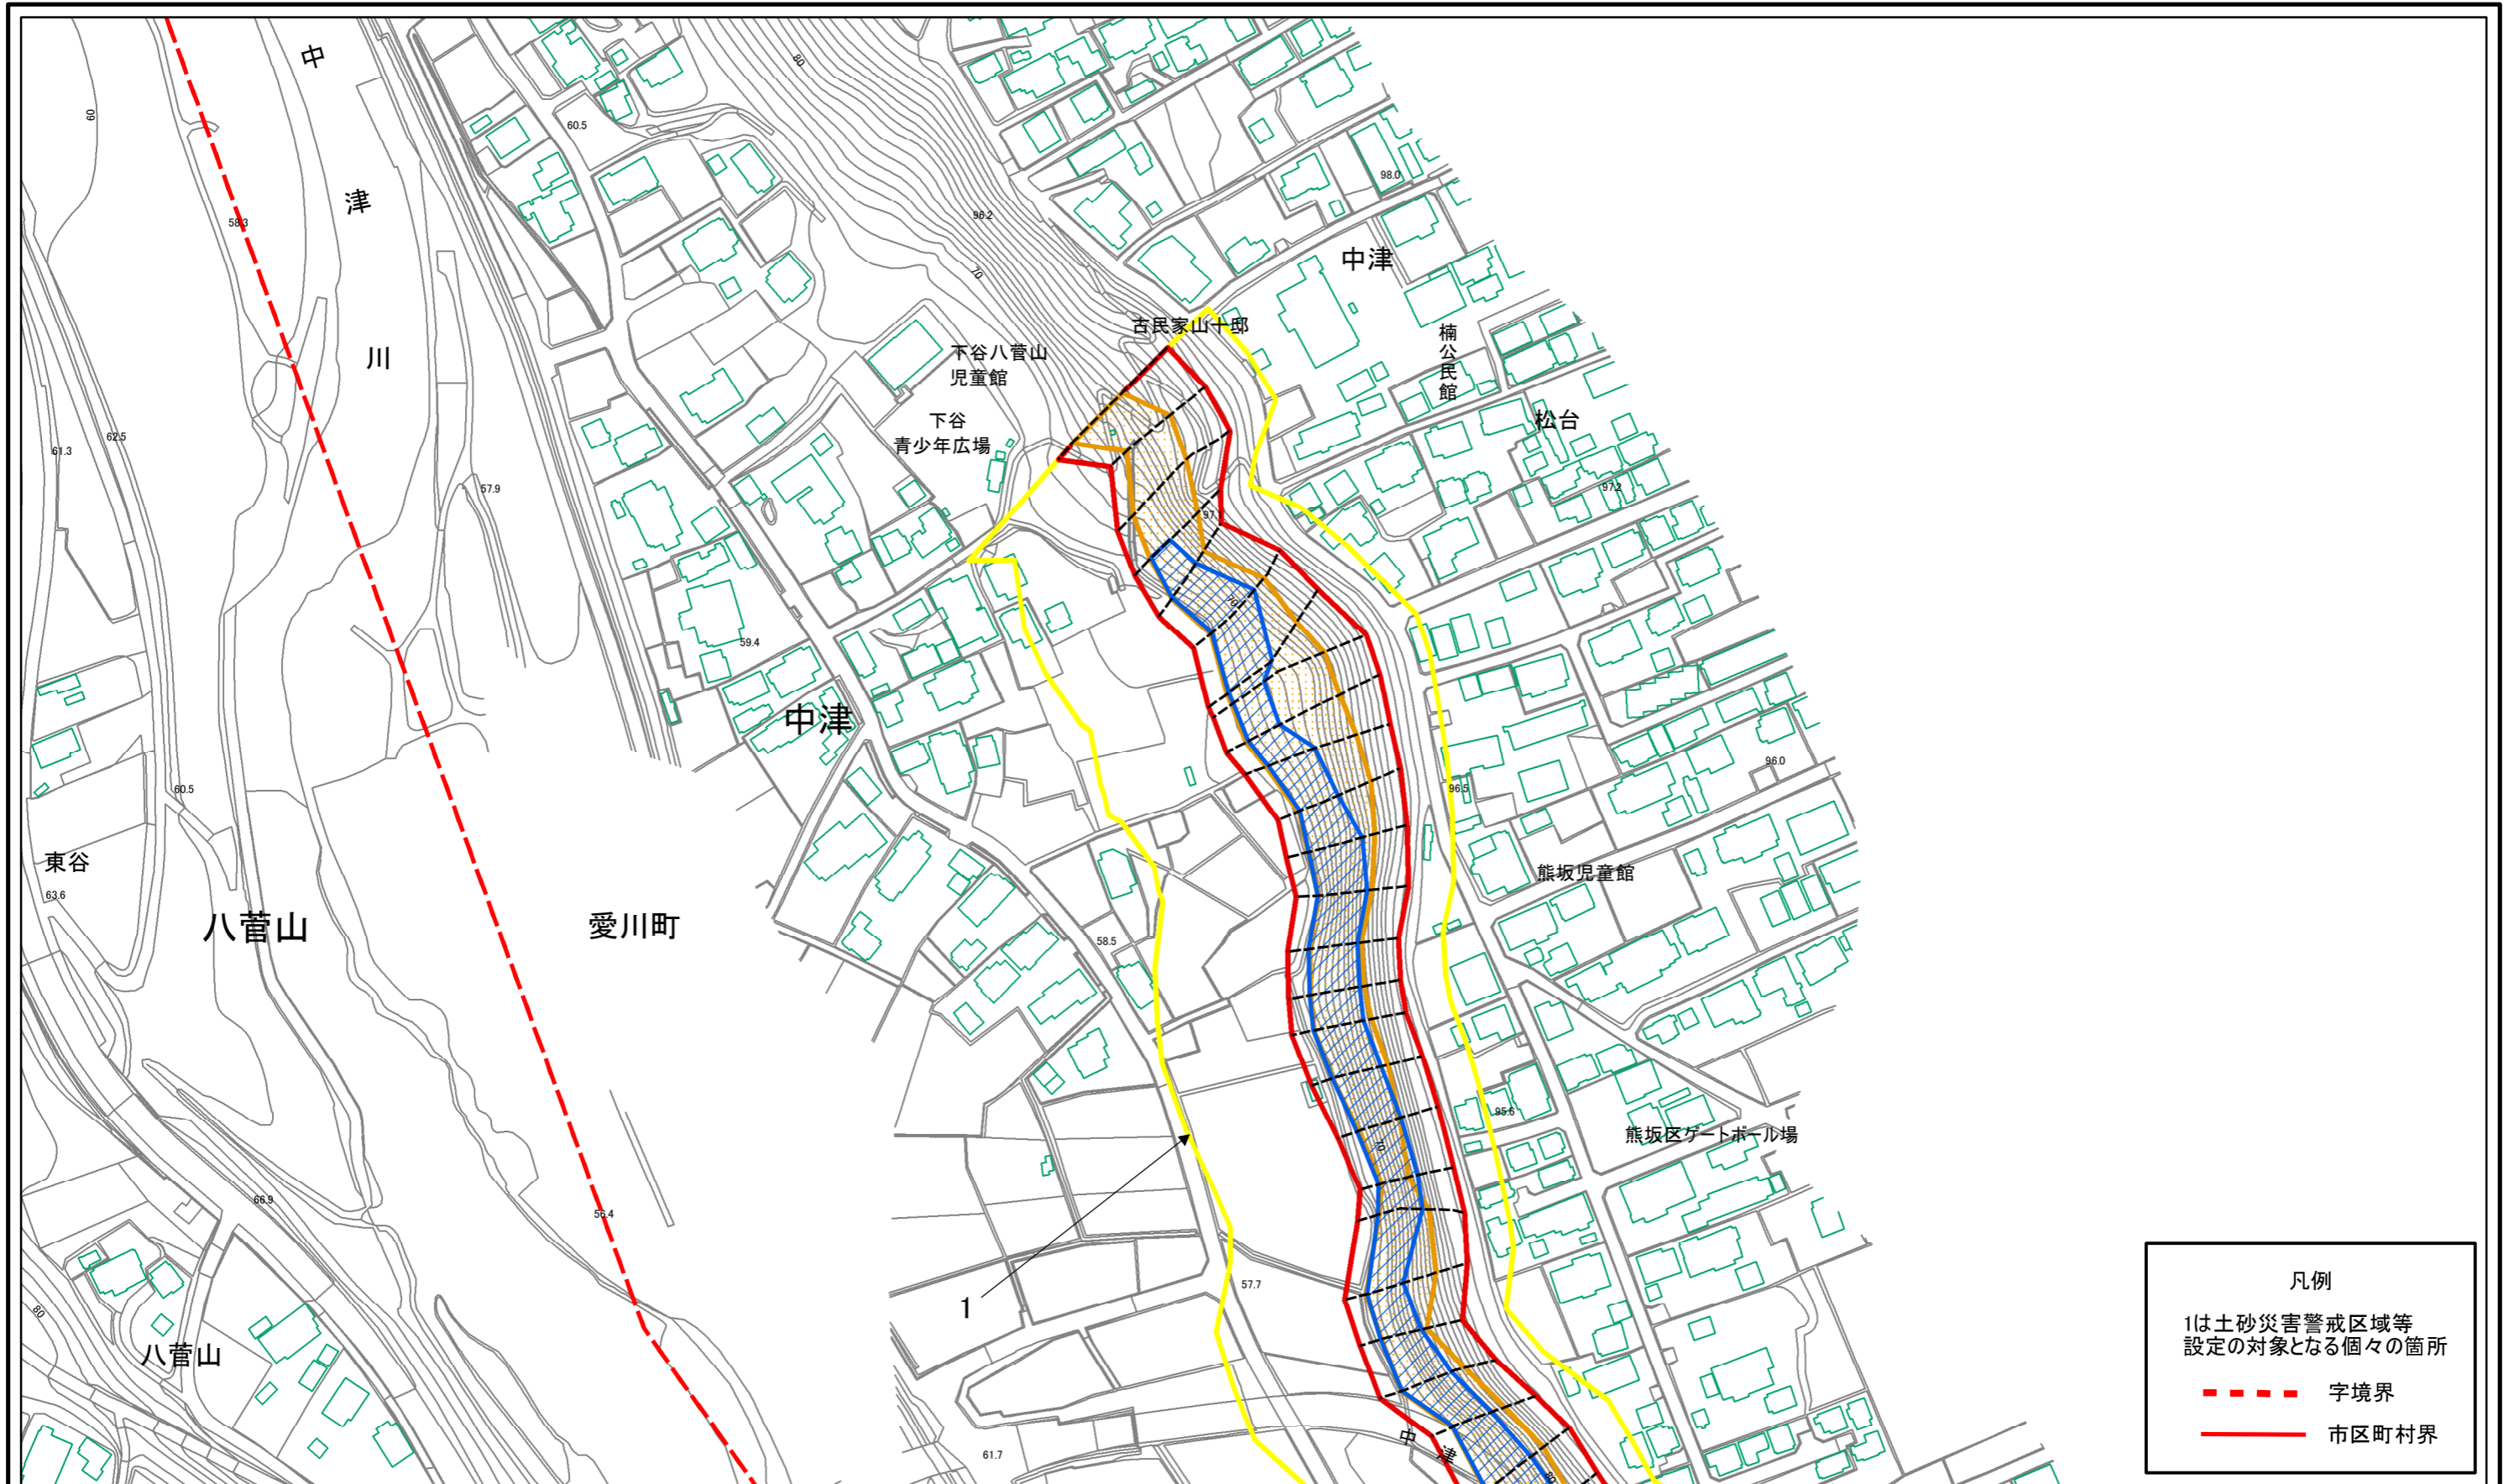 中
津
川
60
80
60.5
58.3
96.2
98.0
70
中津
古民家山十邸
下谷八菅山
児童館
楠公民館
下谷
青少年広場
松台
61.3
62.5
57.9
97.2
97
70
59.4
中津
96.0
96.5
60.5
東谷
63.6
八菅山
愛川町
熊坂児童館
58.5
95.6
熊坂区ゲートボール場
70
66.9
56.4
57.7
1
80
八菅山
61.7
中
津
80
凡例
1は土砂災害警戒区域等
設定の対象となる個々の箇所
字境界
市区町村界